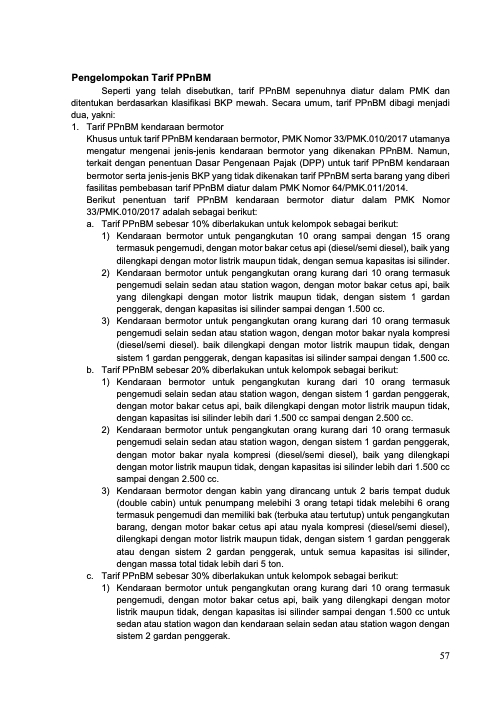 Pengelompokan Tarif PPnBM
Seperti yang telah disebutkan, tarif PPnBM sepenuhnya diatur dalam PMK dan
ditentukan berdasarkan klasifikasi BKP mewah. Secara umum, tarif PPnBM dibagi menjadi
dua, yakni:
1. Tarif PPnBM kendaraan bermotor
Khusus untuk tarif PPnBM kendaraan bermotor, PMK Nomor 33/PMK.010/2017 utamanya
mengatur mengenai jenis-jenis kendaraan bermotor yang dikenakan PPnBM. Namun,
terkait dengan penentuan Dasar Pengenaan Pajak (DPP) untuk tarif PPnBM kendaraan
bermotor serta jenis-jenis BKP yang tidak dikenakan tarif PPnBM serta barang yang diberi
fasilitas pembebasan tarif PPnBM diatur dalam PMK Nomor 64/PMK.011/2014.
Berikut penentuan tarif PPnBM kendaraan bermotor diatur dalam PMK Nomor
33/PMK.010/2017 adalah sebagai berikut:
a. Tarif PPnBM sebesar 10% diberlakukan untuk kelompok sebagai berikut:
1) Kendaraan bermotor untuk pengangkutan 10 orang sampai dengan 15 orang
termasuk pengemudi, dengan motor bakar cetus api (diesel/semi diesel), baik yang
dilengkapi dengan motor listrik maupun tidak, dengan semua kapasitas isi silinder.
2) Kendaraan bermotor untuk pengangkutan orang kurang dari 10 orang termasuk
pengemudi selain sedan atau station wagon, dengan motor bakar cetus api, baik
yang dilengkapi dengan motor listrik maupun tidak, dengan sistem 1 gardan
penggerak, dengan kapasitas isi silinder sampai dengan 1.500 cc.
3) Kendaraan bermotor untuk pengangkutan orang kurang dari 10 orang termasuk
pengemudi selain sedan atau station wagon, dengan motor bakar nyala kompresi
(diesel/semi diesel). baik dilengkapi dengan motor listrik maupun tidak, dengan
sistem 1 gardan penggerak, dengan kapasitas isi silinder sampai dengan 1.500 cc.
b. Tarif PPnBM sebesar 20% diberlakukan untuk kelompok sebagai berikut:
1) Kendaraan bermotor untuk pengangkutan kurang dari 10 orang termasuk
pengemudi selain sedan atau station wagon, dengan sistem 1 gardan penggerak,
dengan motor bakar cetus api, baik dilengkapi dengan motor listrik maupun tidak,
dengan kapasitas isi silinder lebih dari 1.500 cc sampai dengan 2.500 cc.
2) Kendaraan bermotor untuk pengangkutan orang kurang dari 10 orang termasuk
pengemudi selain sedan atau station wagon, dengan sistem 1 gardan penggerak,
dengan motor bakar nyala kompresi (diesel/semi diesel), baik yang dilengkapi
dengan motor listrik maupun tidak, dengan kapasitas isi silinder lebih dari 1.500 cc
sampai dengan 2.500 cc.
3) Kendaraan bermotor dengan kabin yang dirancang untuk 2 baris tempat duduk
(double cabin) untuk penumpang melebihi 3 orang tetapi tidak melebihi 6 orang
termasuk pengemudi dan memiliki bak (terbuka atau tertutup) untuk pengangkutan
barang, dengan motor bakar cetus api atau nyala kompresi (diesel/semi diesel),
dilengkapi dengan motor listrik maupun tidak, dengan sistem 1 gardan penggerak
atau dengan sistem 2 gardan penggerak, untuk semua kapasitas isi silinder,
dengan massa total tidak lebih dari 5 ton.
c. Tarif PPnBM sebesar 30% diberlakukan untuk kelompok sebagai berikut:
1) Kendaraan bermotor untuk pengangkutan orang kurang dari 10 orang termasuk
pengemudi, dengan motor bakar cetus api, baik yang dilengkapi dengan motor
listrik maupun tidak, dengan kapasitas isi silinder sampai dengan 1.500 cc untuk
sedan atau station wagon dan kendaraan selain sedan atau station wagon dengan
sistem 2 gardan penggerak.
57